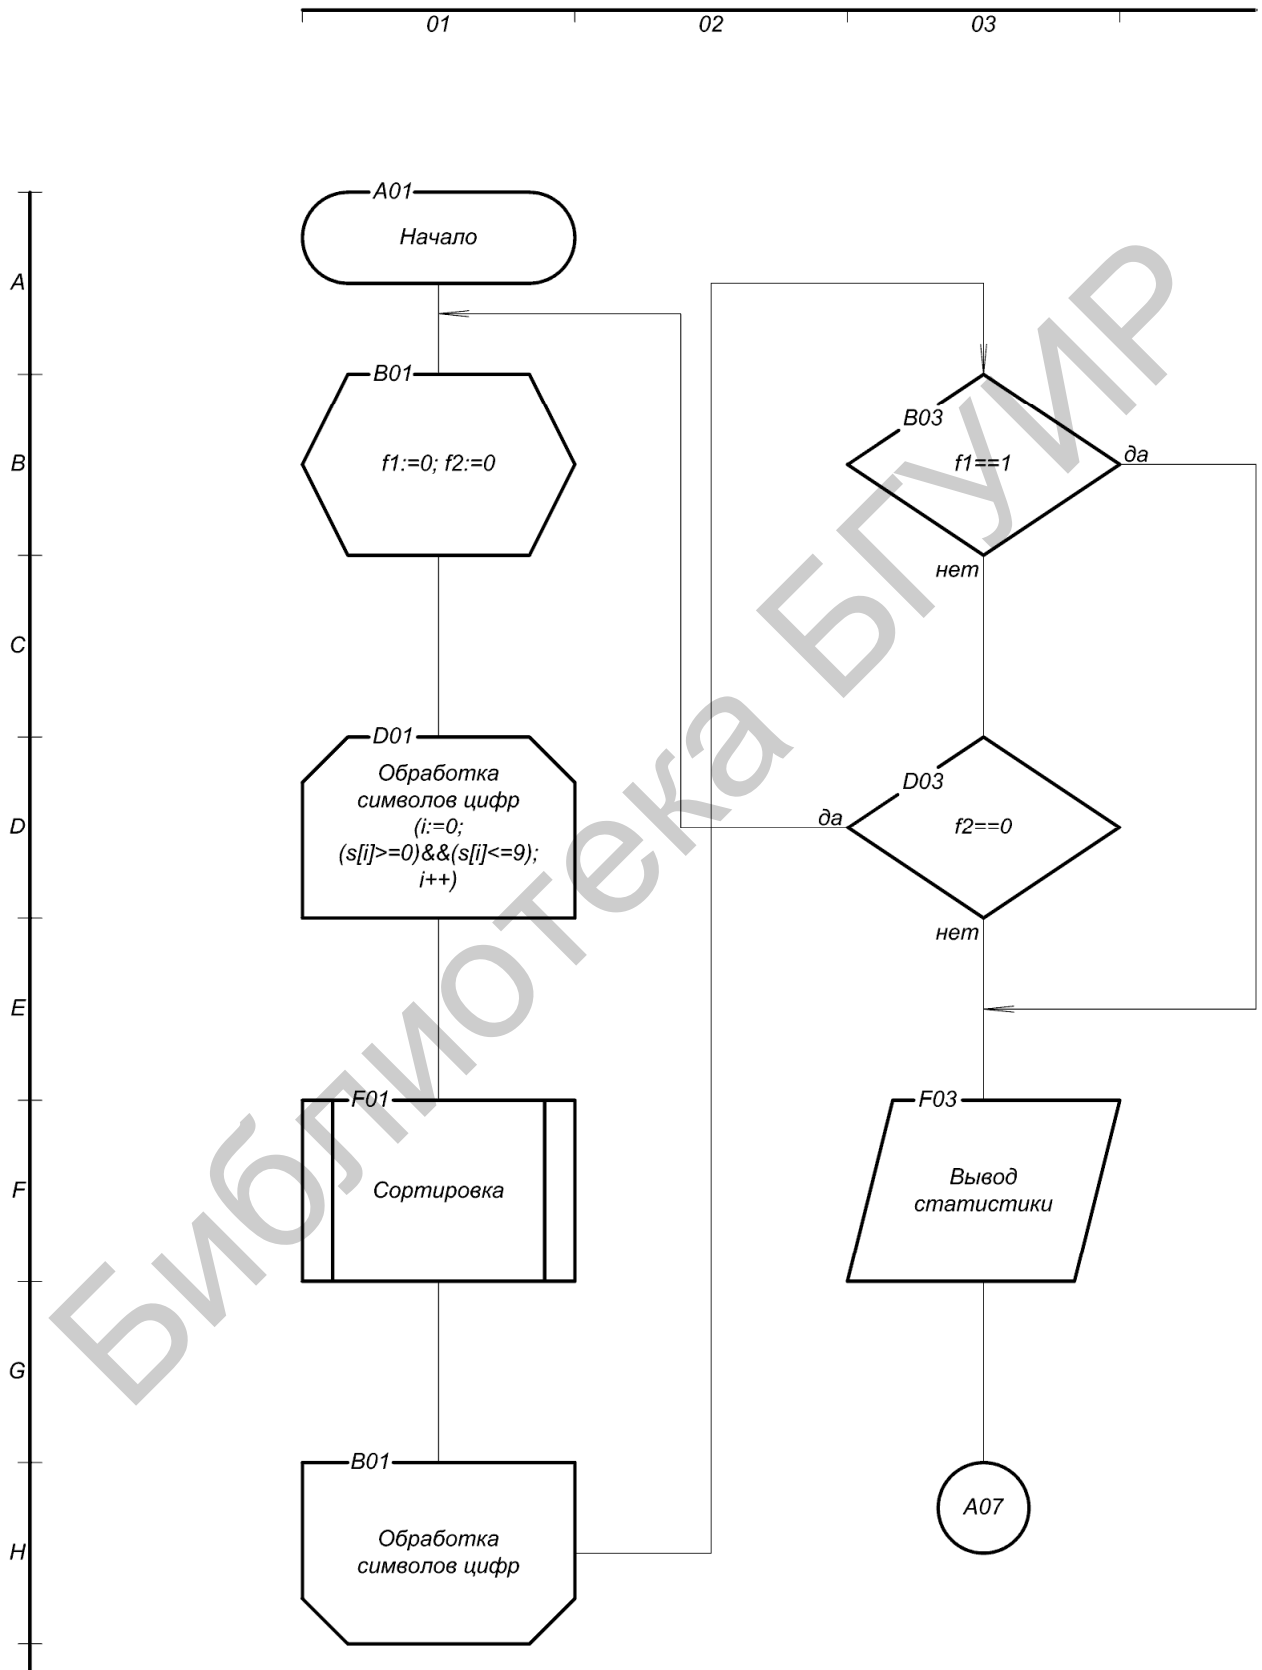 01
02
03
A
B
C
D
E
F
G
H
A01
Начало
B01
f1:=0; f2:=0
D01
Обработка
символов цифр
(i:=0;
(s[i]>=0)&&(s[i]<=9);
i++)
F01
Сортировка
B01
Обработка
символов цифр
B03
f1==1
да
нет
D03
f2==0
да
нет
F03
Вывод
статистики
A07
Библиотека БГУИР